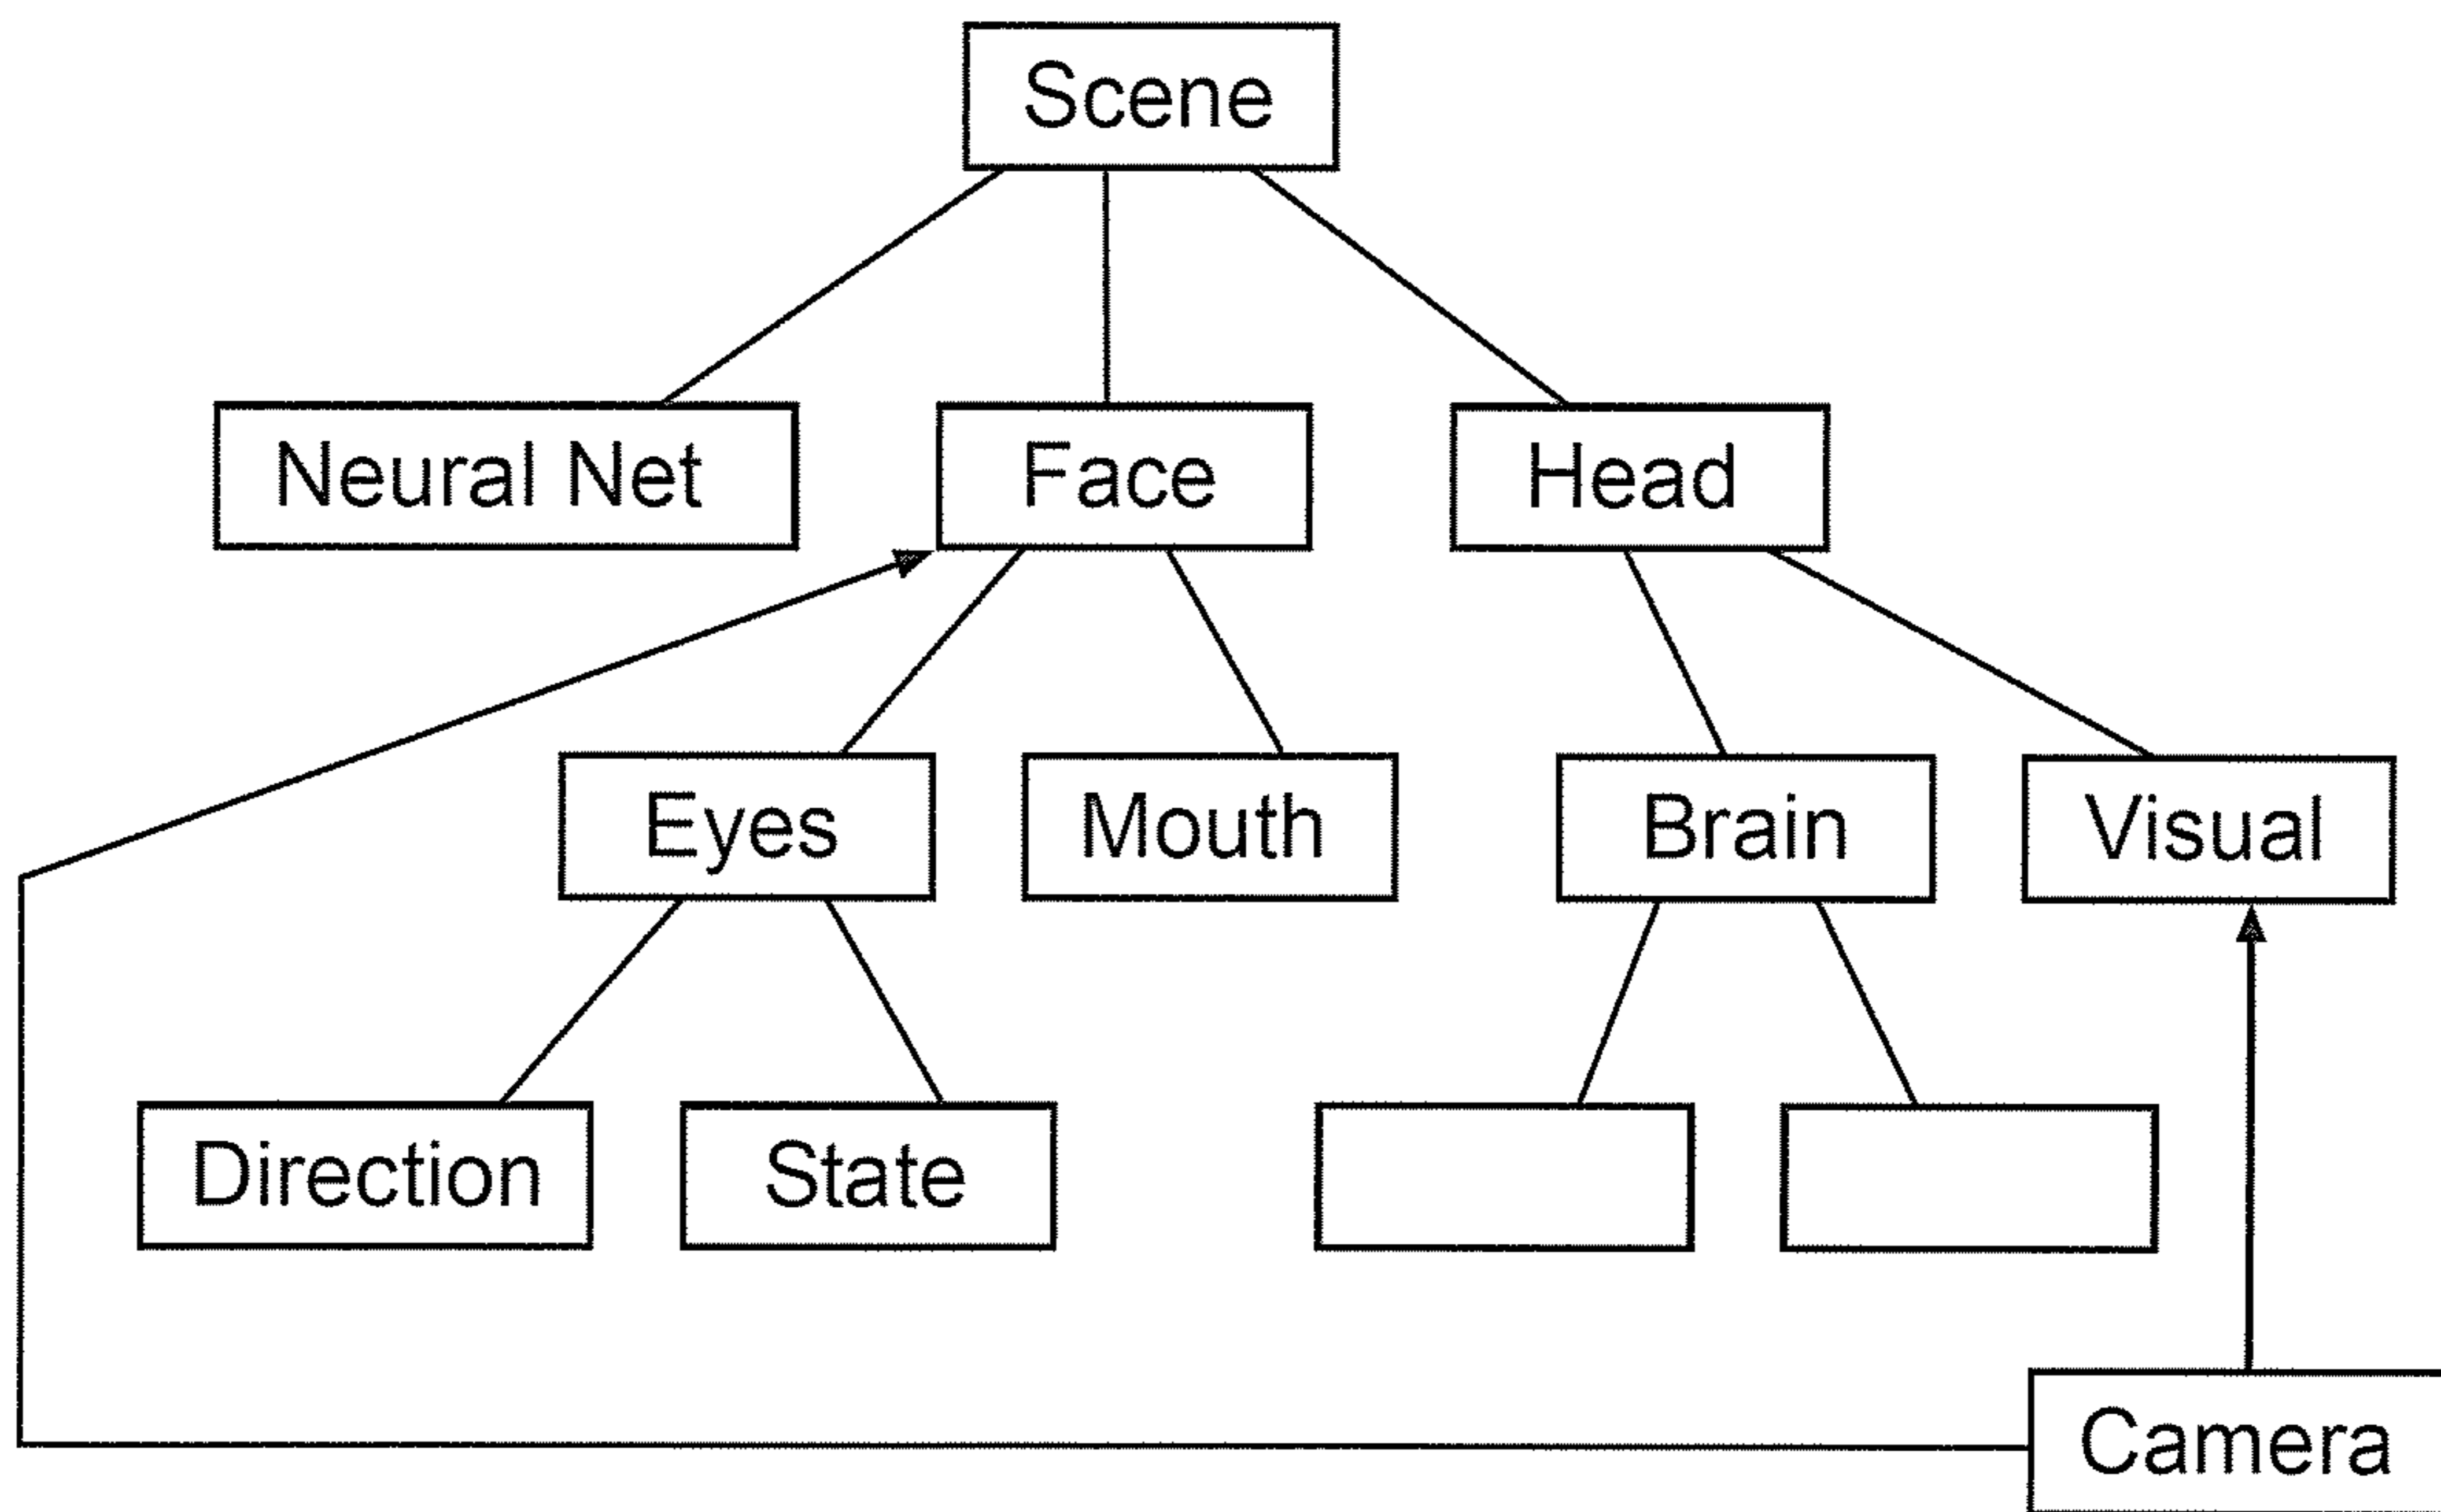 Scene
Neural Net
Face
Head
Eyes
Mouth
Brain
Visual
Direction
State
Camera